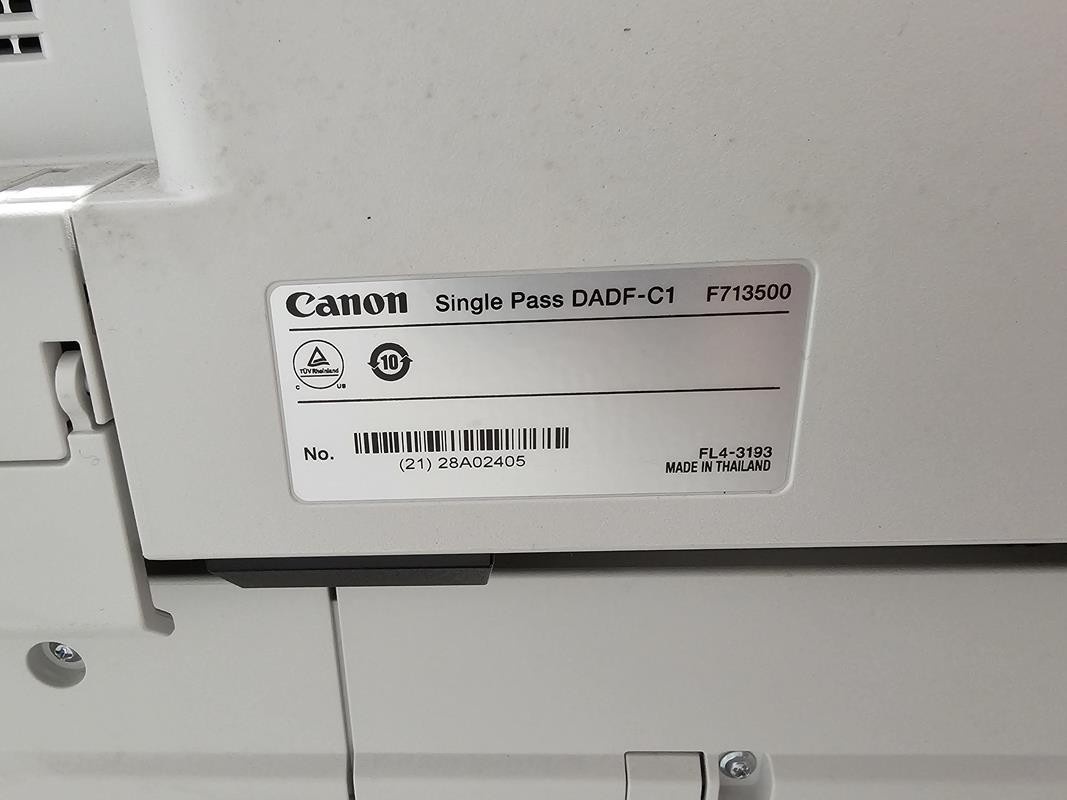 Canon Single Pass DADF-C1 F713500
TÜV Rheinland
C US
10
No.
(21) 28A02405
FL4-3193
MADE IN THAILAND